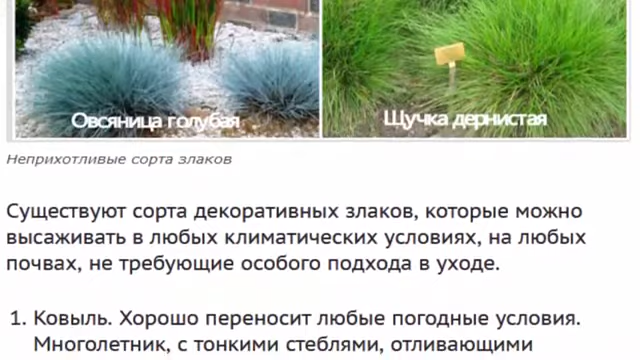 Овсяница голубая
Щучка дернистая
Неприхотливые сорта злаков
Существуют сорта декоративных злаков, которые можно
высаживать в любых климатических условиях, на любых
почвах, не требующие особого подхода в уходе.
1. Ковыль. Хорошо переносит любые погодные условия.
Многолетник, с тонкими стеблями, отливающими